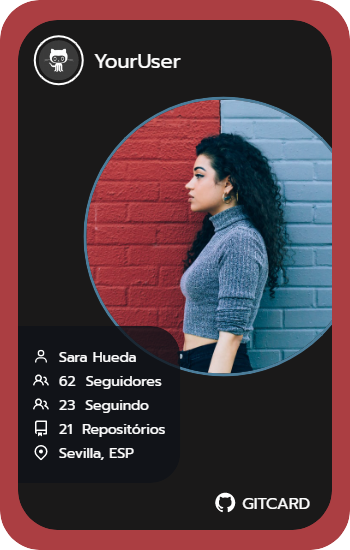 YourUser
Sara Hueda
62 Seguidores
23 Seguindo
21 Repositórios
Sevilla, ESP
GITCARD